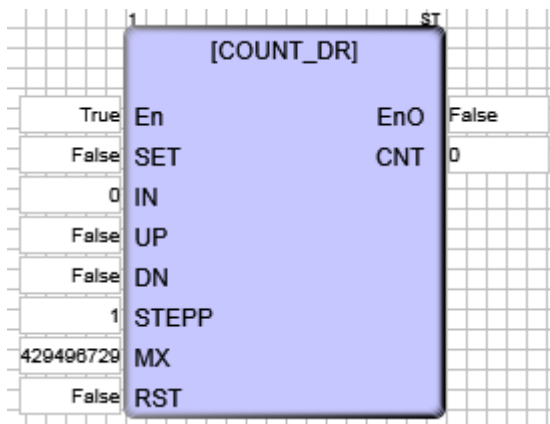 1 ST
[COUNT_DR]
True En EnO False
False SET CNT 0
0 IN
False UP
False DN
1 STEPP
429496729 MX
False RST